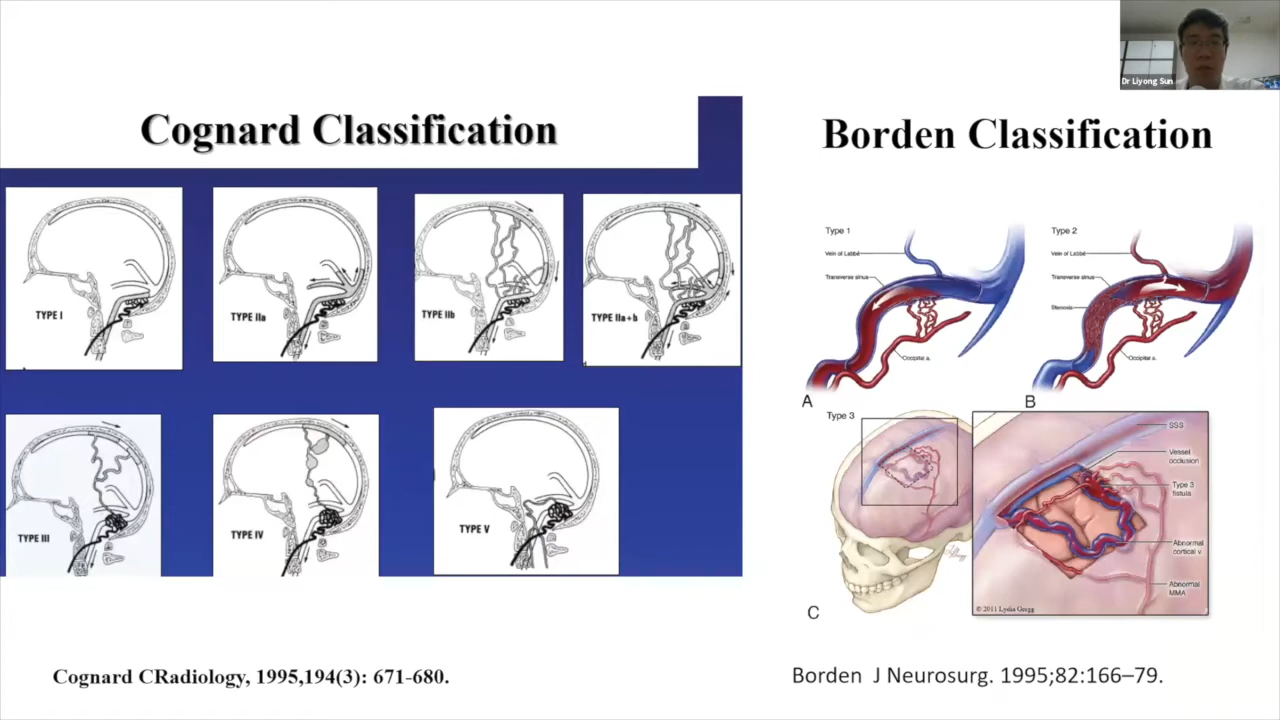 Dr Liyong Sun
Cognard Classification
Borden Classification
TYPE I
TYPE IIa
TYPE IIb
TYPE IIa+b
TYPE III
TYPE IV
TYPE V
Type 1
Vein of Labbé
Transverse sinus
Occipital a.
A
Type 2
Vein of Labbé
Transverse sinus
Stenosis
Occipital a.
B
Type 3
SSS
Vessel
occlusion
Type 3
fistula
Abnormal
cortical v.
Abnormal
MMA
© 2011 Lydia Gregg
C
Cognard CRadiology, 1995,194(3): 671-680.
Borden J Neurosurg. 1995;82:166–79.